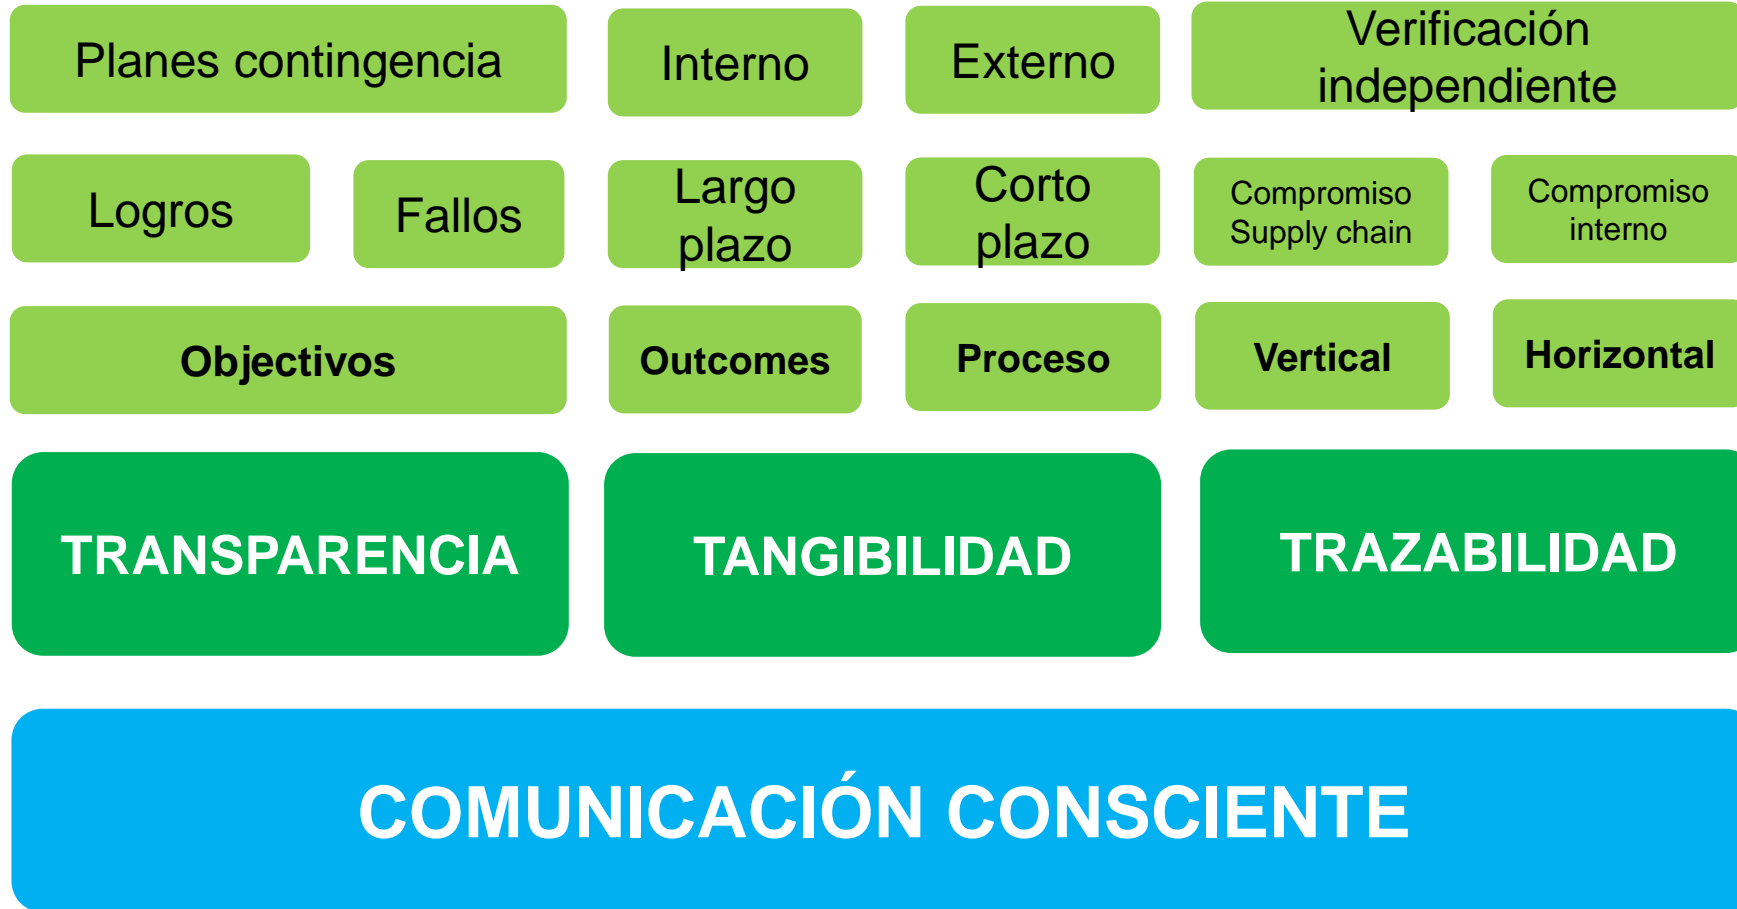 Planes contingencia
Interno
Externo
Verificación
independiente
Logros
Fallos
Largo
plazo
Corto
plazo
Compromiso
Supply chain
Compromiso
interno
Objectivos
Outcomes
Proceso
Vertical
Horizontal
TRANSPARENCIA
TANGIBILIDAD
TRAZABILIDAD
COMUNICACIÓN CONSCIENTE